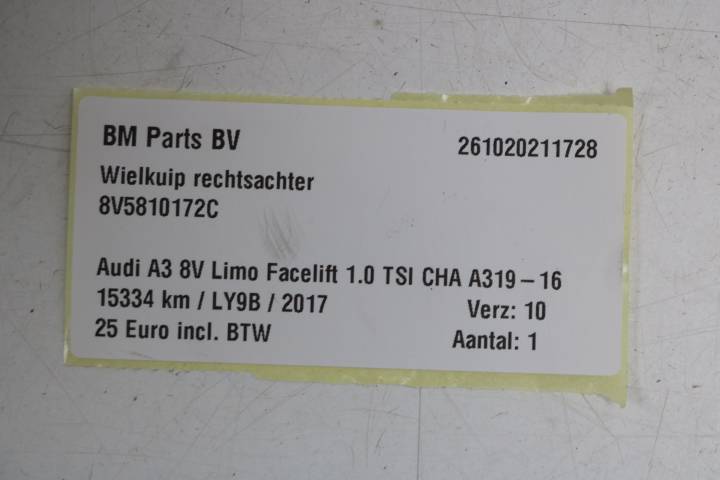 BM Parts BV 261020211728
Wielkuip rechtsachter
8V5810172C
Audi A3 8V Limo Facelift 1.0 TSI CHA A319-16
15334 km / LY9B / 2017 Verz: 10
25 Euro incl. BTW Aantal: 1